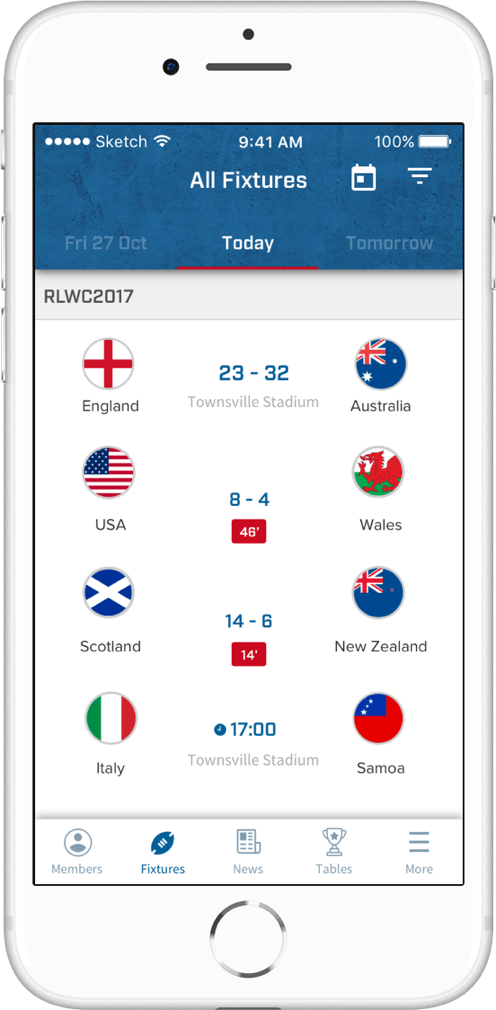 Sketch 9:41 AM 100%
All Fixtures
Fri 27 Oct Today Tomorrow
RLWC2017
23 - 32
Townsville Stadium
England Australia
8 - 4
USA Wales
46'
14 - 6
Scotland New Zealand
14'
17:00
Townsville Stadium
Italy Samoa
Members Fixtures News Tables More